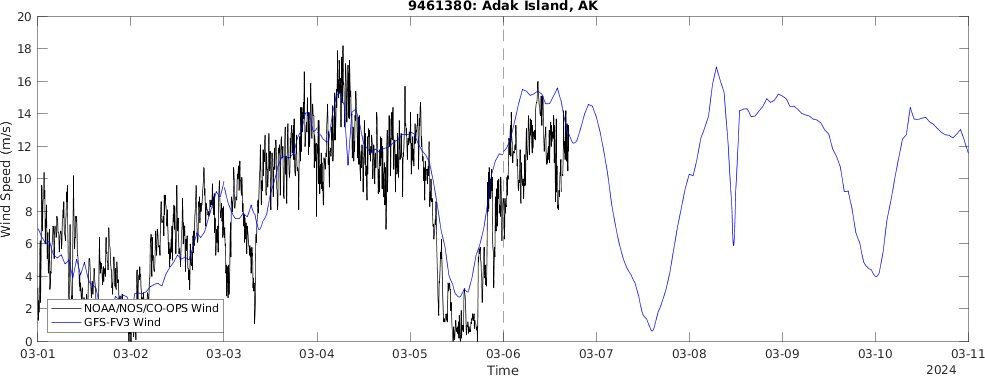 9461380: Adak Island, AK
20
18
16
14
12
10
8
6
4
2
0
Wind Speed (m/s)
NOAA/NOS/CO-OPS Wind
GFS-FV3 Wind
03-01 03-02 03-03 03-04 03-05 03-06 03-07 03-08 03-09 03-10 03-11
Time
2024